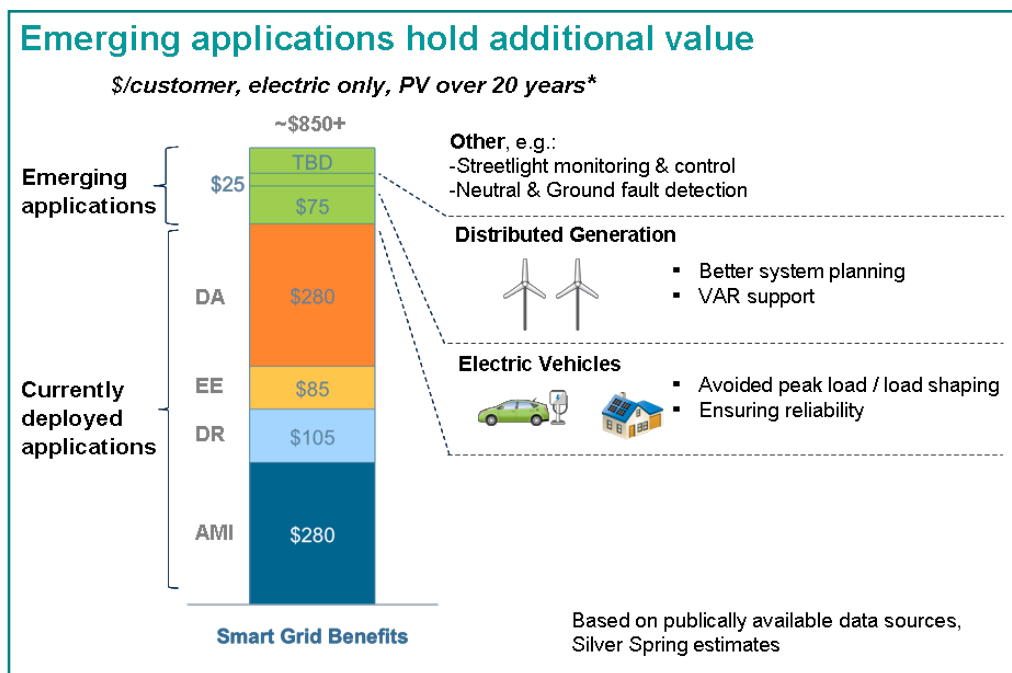 Emerging applications hold additional value
$/customer, electric only, PV over 20 years*
~$850+
Emerging
applications
TBD
$25
$75
DA
$280
EE
$85
Currently
deployed
applications
DR
$105
AMI
$280
Smart Grid Benefits
Other, e.g.:
-Streetlight monitoring & control
-Neutral & Ground fault detection
Distributed Generation
▪ Better system planning
▪ VAR support
Electric Vehicles
▪ Avoided peak load / load shaping
▪ Ensuring reliability
Based on publically available data sources,
Silver Spring estimates